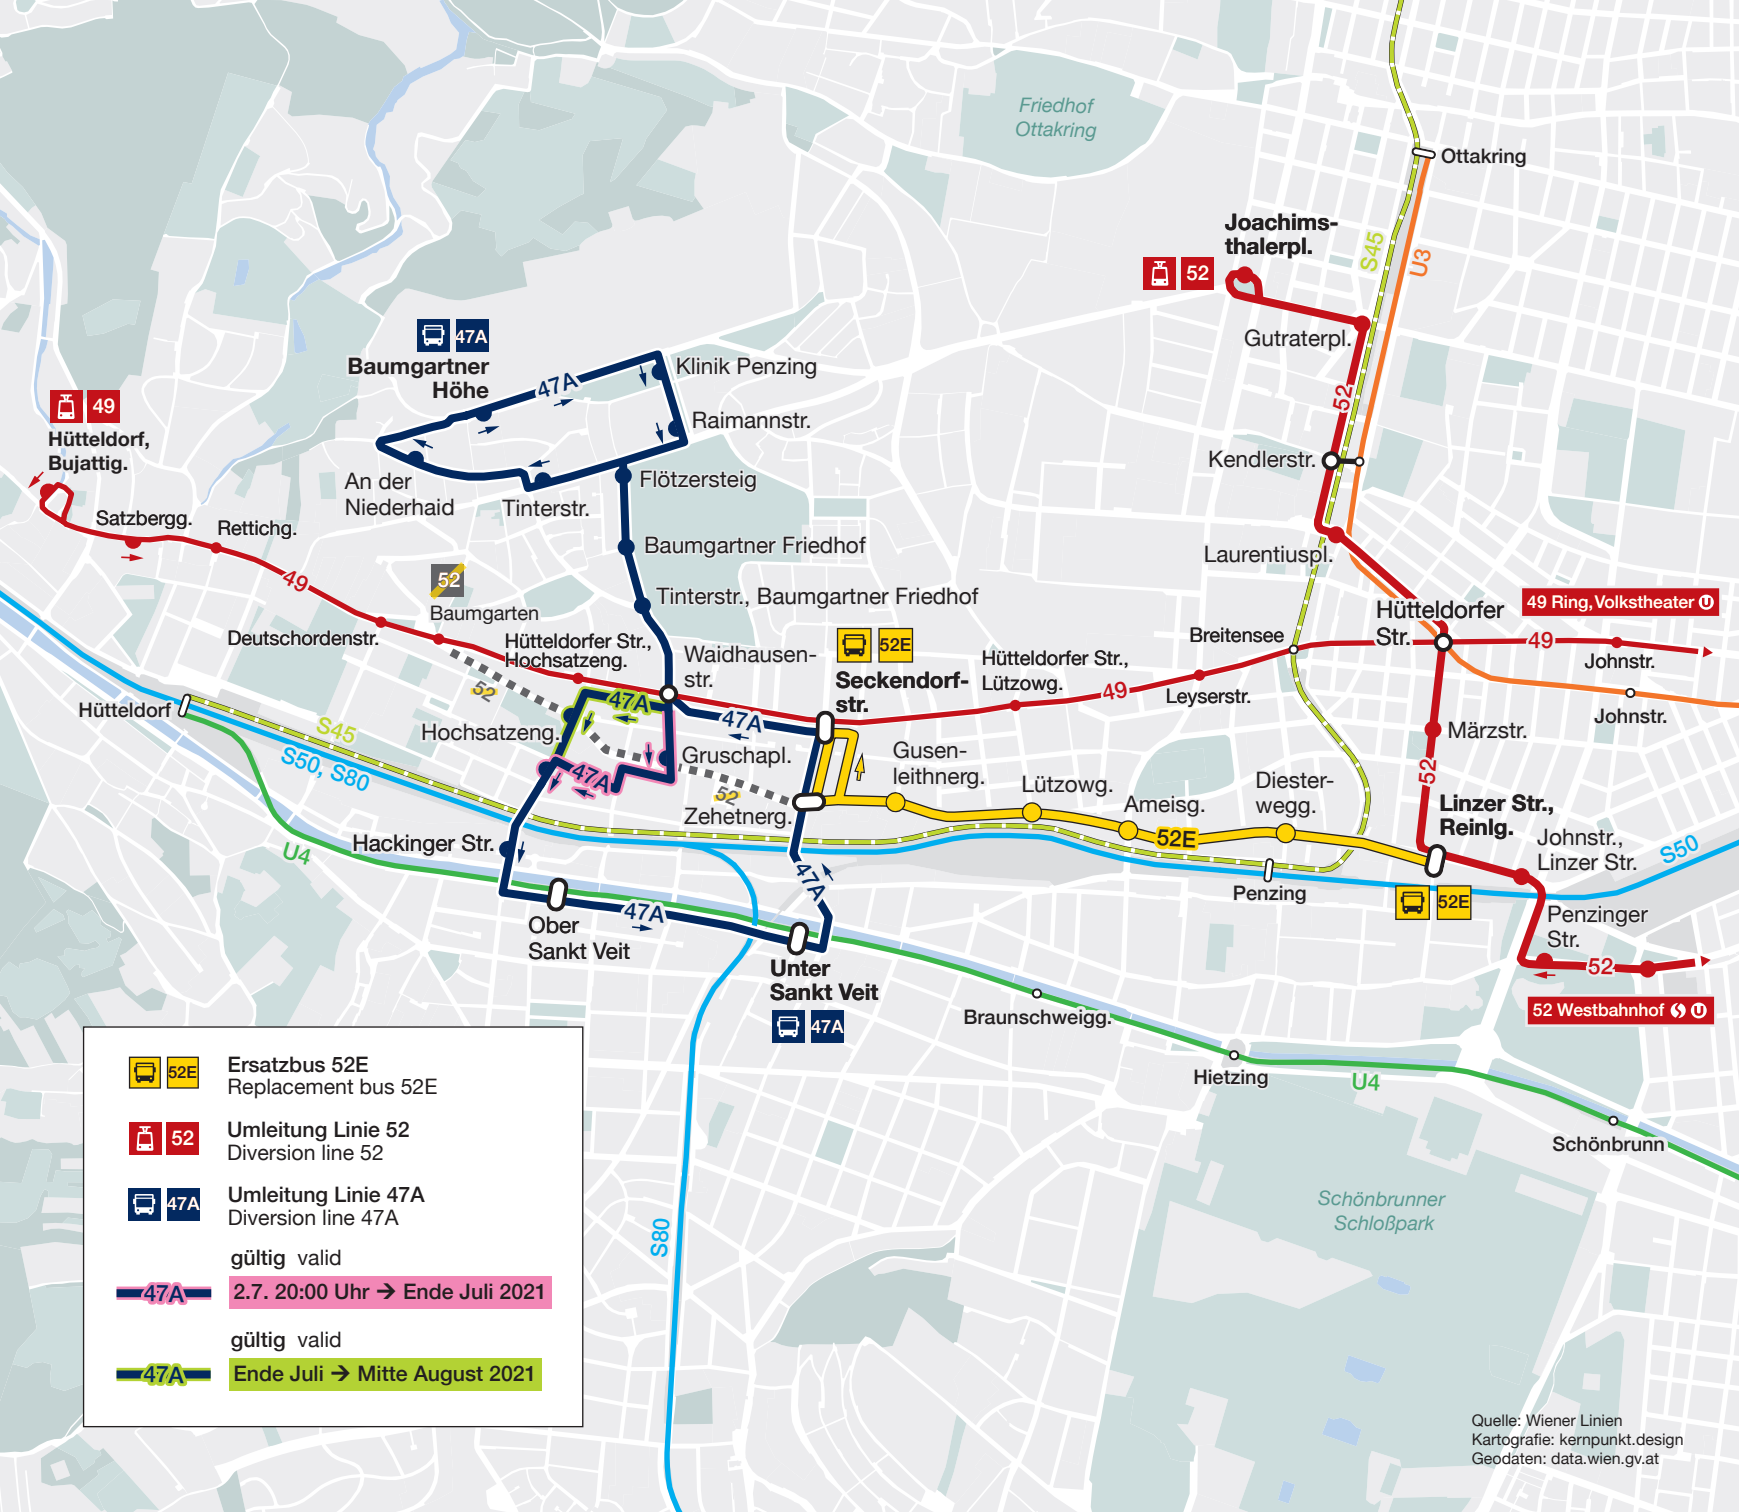 Friedhof
Ottakring
Ottakring
Joachims-
thalerpl.
52
S45
U3
Gutraterpl.
52
47A
Baumgartner
Höhe
47A
Klinik Penzing
Raimannstr.
49
Hütteldorf,
Bujattig.
An der
Niederhaid
Tinterstr.
Flötzersteig
Kendlerstr.
Satzbergg.
Rettichg.
Baumgartner Friedhof
Laurentiuspl.
49
52
Baumgarten
Tinterstr., Baumgartner Friedhof
Hütteldorfer
Str.
49 Ring, Volkstheater U
Deutschordenstr.
Hütteldorfer Str.,
Hochsatzeng.
Waidhausen-
str.
52E
Seckendorf-
str.
Hütteldorfer Str.,
Lützowg.
49
Leyserstr.
Breitensee
49
Johnstr.
Johnstr.
52
47A
47A
Hütteldorf
S45
S50, S80
Hochsatzeng.
Gruschapl.
47A
52
Zehetnerg.
Gusen-
leithnerg.
Lützowg.
Ameisg.
Diester-
wegg.
52E
Märzstr.
52
Linzer Str.,
Reinlg.
Johnstr.,
Linzer Str.
S50
U4
Hackinger Str.
47A
Penzing
52E
Penzinger
Str.
52
52 Westbahnhof S U
Ober
Sankt Veit
47A
Unter
Sankt Veit
47A
Braunschweigg.
Hietzing
U4
Schönbrunn
Schönbrunner
Schloßpark
S80
52E
Ersatzbus 52E
Replacement bus 52E
52
Umleitung Linie 52
Diversion line 52
47A
Umleitung Linie 47A
Diversion line 47A
gültig valid
47A
2.7. 20:00 Uhr → Ende Juli 2021
gültig valid
47A
Ende Juli → Mitte August 2021
Quelle: Wiener Linien
Kartografie: kernpunkt.design
Geodaten: data.wien.gv.at